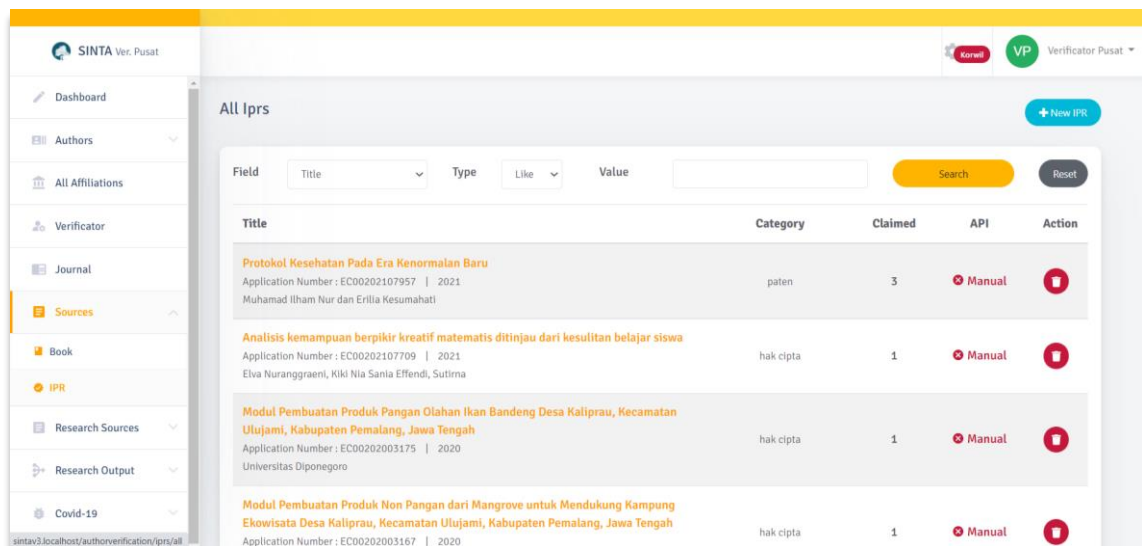 SINTA Ver. Pusat
Korwil
VP
Verificator Pusat
Dashboard
Authors
All Affiliations
Verificator
Journal
Sources
Book
IPR
Research Sources
Research Output
Covid-19
sintav3.localhost/authorverification/iprs/all
All Iprs
+ New IPR
Field Title Type Like Value Search Reset
Title Category Claimed API Action
Protokol Kesehatan Pada Era Kenormalan Baru
Application Number : EC00202107957 | 2021
Muhamad Ilham Nur dan Erilia Kesumahati
paten 3 Manual
Analisis kemampuan berpikir kreatif matematis ditinjau dari kesulitan belajar siswa
Application Number : EC00202107709 | 2021
Elva Nuranggraeni, Kiki Nia Sania Effendi, Sutirna
hak cipta 1 Manual
Modul Pembuatan Produk Pangan Olahan Ikan Bandeng Desa Kaliprau, Kecamatan
Ulujami, Kabupaten Pemalang, Jawa Tengah
Application Number : EC00202003175 | 2020
Universitas Diponegoro
hak cipta 1 Manual
Modul Pembuatan Produk Non Pangan dari Mangrove untuk Mendukung Kampung
Ekowisata Desa Kaliprau, Kecamatan Ulujami, Kabupaten Pemalang, Jawa Tengah
Application Number : EC00202003167 | 2020
hak cipta 1 Manual